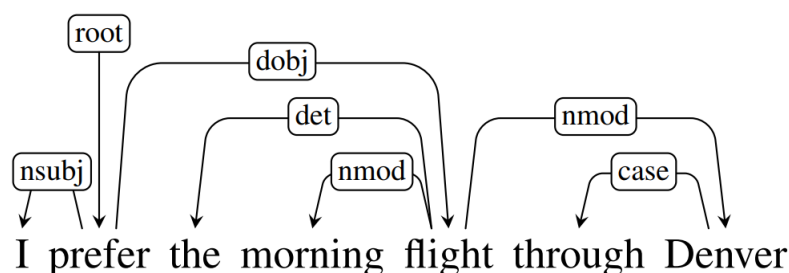 root
dobj
det nmod
nsubj nmod case
I prefer the morning flight through Denver